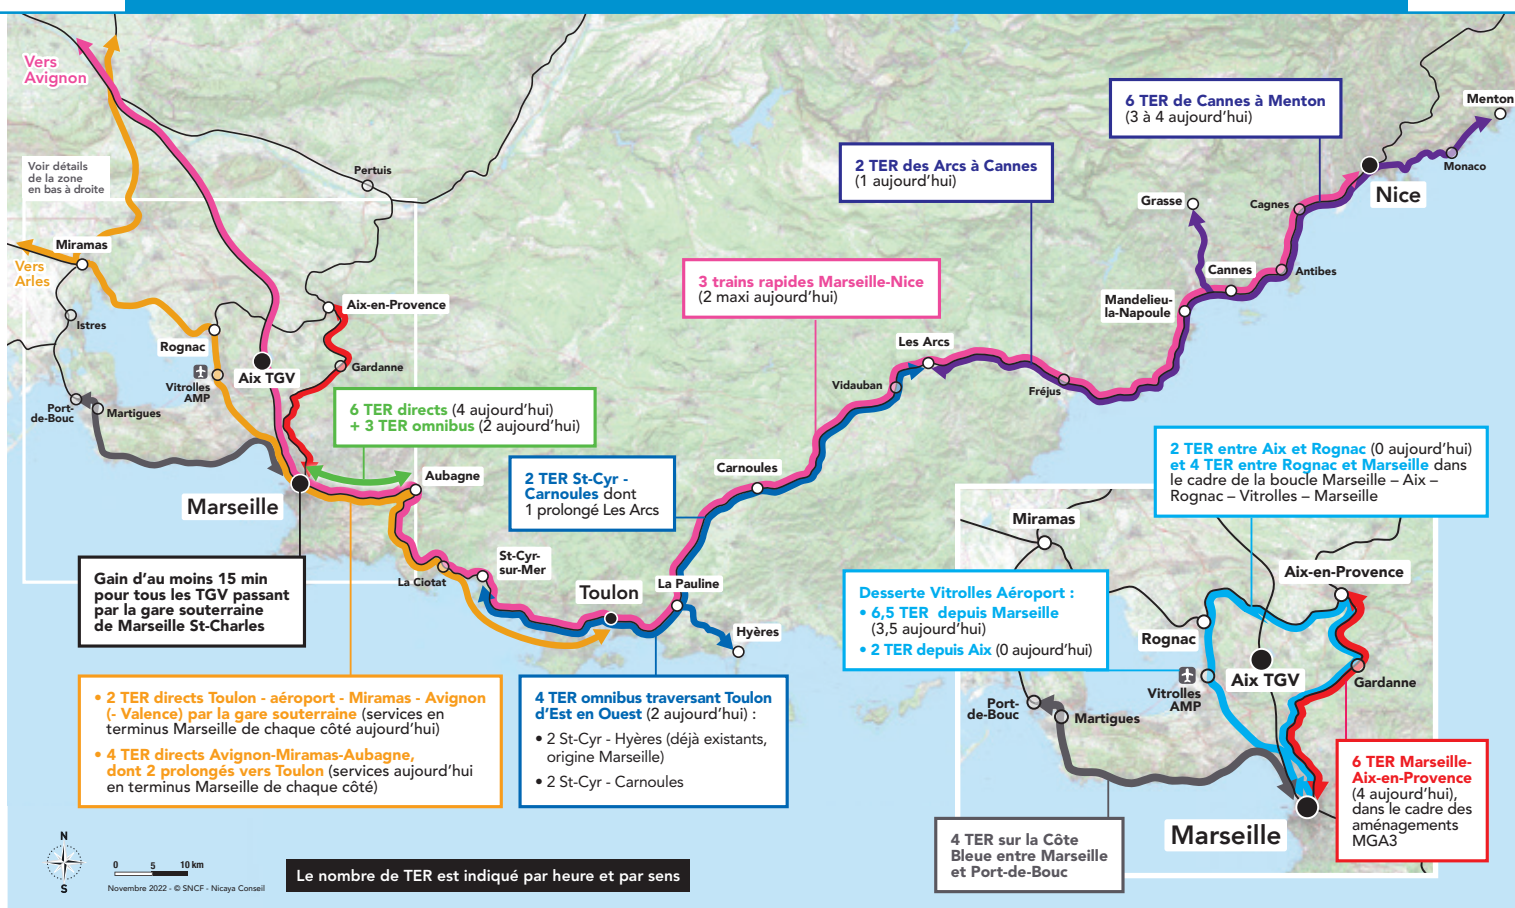 Vers
Avignon
Voir détails
de la zone
en bas à droite
Pertuis
Miramas
Vers
Arles
Istres
Rognac
Vitrolles
AMP
Aix TGV
Aix-en-Provence
Gardanne
Port-
de-Bouc
Martigues
Marseille
6 TER directs (4 aujourd'hui)
+ 3 TER omnibus (2 aujourd'hui)
Aubagne
La Ciotat
St-Cyr-
sur-Mer
Toulon
La Pauline
Hyères
Carnoules
Vidauban
Les Arcs
Fréjus
Mandelieu-
la-Napoule
Cannes
Grasse
Antibes
Cagnes
Nice
Monaco
Menton
6 TER de Cannes à Menton
(3 à 4 aujourd'hui)
2 TER des Arcs à Cannes
(1 aujourd'hui)
3 trains rapides Marseille-Nice
(2 maxi aujourd'hui)
2 TER St-Cyr -
Carnoules dont
1 prolongé Les Arcs
Gain d'au moins 15 min
pour tous les TGV passant
par la gare souterraine
de Marseille St-Charles
• 2 TER directs Toulon - aéroport - Miramas - Avignon
(- Valence) par la gare souterraine (services en
terminus Marseille de chaque côté aujourd'hui)
• 4 TER directs Avignon-Miramas-Aubagne,
dont 2 prolongés vers Toulon (services aujourd'hui
en terminus Marseille de chaque côté)
4 TER omnibus traversant Toulon
d'Est en Ouest (2 aujourd'hui) :
• 2 St-Cyr - Hyères (déjà existants,
origine Marseille)
• 2 St-Cyr - Carnoules
2 TER entre Aix et Rognac (0 aujourd'hui)
et 4 TER entre Rognac et Marseille dans
le cadre de la boucle Marseille – Aix –
Rognac – Vitrolles – Marseille
Miramas
Aix-en-Provence
Desserte Vitrolles Aéroport :
• 6,5 TER depuis Marseille
(3,5 aujourd'hui)
• 2 TER depuis Aix (0 aujourd'hui)
Rognac
Aix TGV
Vitrolles
AMP
Gardanne
Port-
de-Bouc
Martigues
Marseille
6 TER Marseille-
Aix-en-Provence
(4 aujourd'hui),
dans le cadre des
aménagements
MGA3
4 TER sur la Côte
Bleue entre Marseille
et Port-de-Bouc
N
S
0 5 10 km
Novembre 2022 - © SNCF - Nicaya Conseil
Le nombre de TER est indiqué par heure et par sens